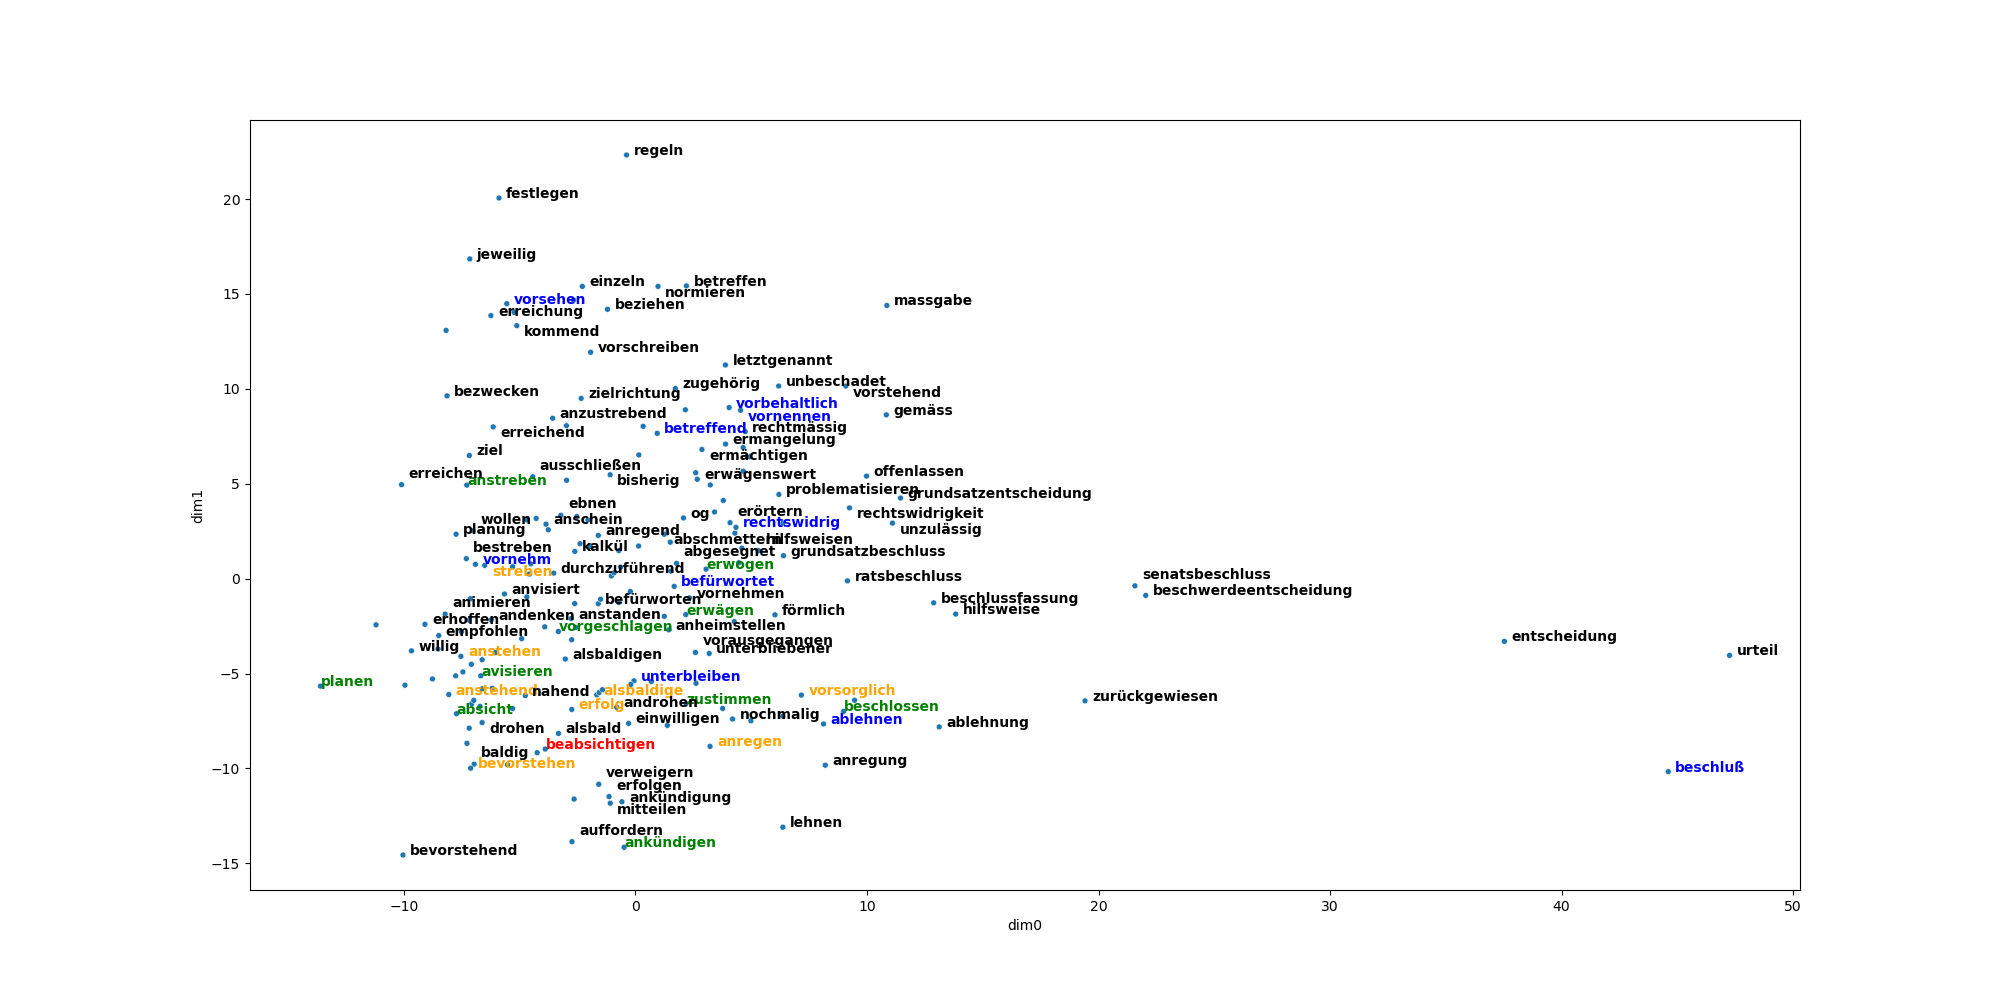 regeln
festlegen
20
jeweilig
einzeln
betreffen
normieren
15
vorsehen
massgabe
beziehen
erreichung
kommend
vorschreiben
letztgenannt
unbeschadet
zugehörig
10
bezwecken
zielrichtung
vorstehend
vorbehaltlich
gemäss
anzustrebend
vornennen
betreffend
rechtmässig
erreichend
ermangelung
ziel
ermächtigen
ausschließen
offenlassen
erreichen
erwägenswert
5
anstreben
bisherig
problematisieren
grundsatzentscheidung
ebnen
og
erörtern
rechtswidrigkeit
wollen
anschein
rechtswidrig
planung
anregend
unzulässig
abschmettern
hilfsweisen
bestreben
kalkül
abgesegnet
grundsatzbeschluss
vornehm
erwogen
streben
durchzuführend
senatsbeschluss
0
befürwortet
ratsbeschluss
anvisiert
vornehmen
beschwerdeentscheidung
animieren
befürworten
beschlussfassung
erwägen
förmlich
hilfsweise
erhoffen
andenken
anstanden
empfohlen
vorgeschlagen
anheimstellen
vorausgegangen
entscheidung
willig
anstehen
alsbaldigen
unterbliebener
urteil
dim1
−5
avisieren
unterbleiben
planen
anstehend
nahend
alsbaldige
vorsorglich
zurückgewiesen
absicht
erfolg
androhen
zustimmen
beschlossen
einwilligen
nochmalig
ablehnen
ablehnung
drohen
alsbald
beabsichtigen
anregen
baldig
bevorstehen
anregung
beschluß
−10
verweigern
erfolgen
ankündigung
mitteilen
lehnen
auffordern
ankündigen
bevorstehend
−15
−10 0 10 20 30 40 50
dim0